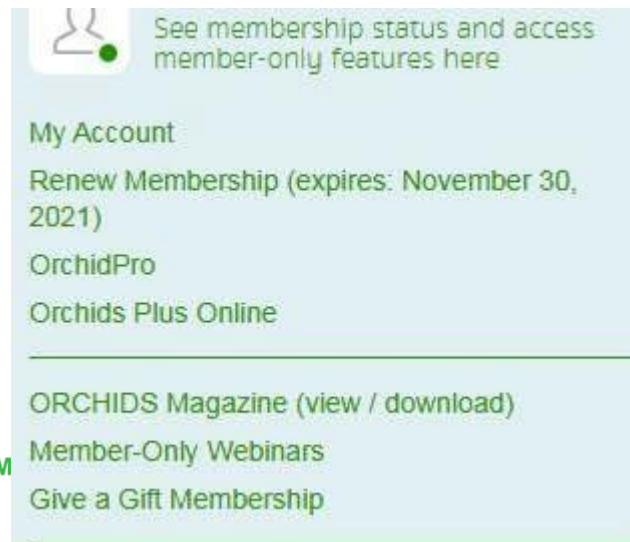 See membership status and access
member-only features here
My Account
Renew Membership (expires: November 30,
2021)
OrchidPro
Orchids Plus Online
ORCHIDS Magazine (view / download)
M
Member-Only Webinars
Give a Gift Membership